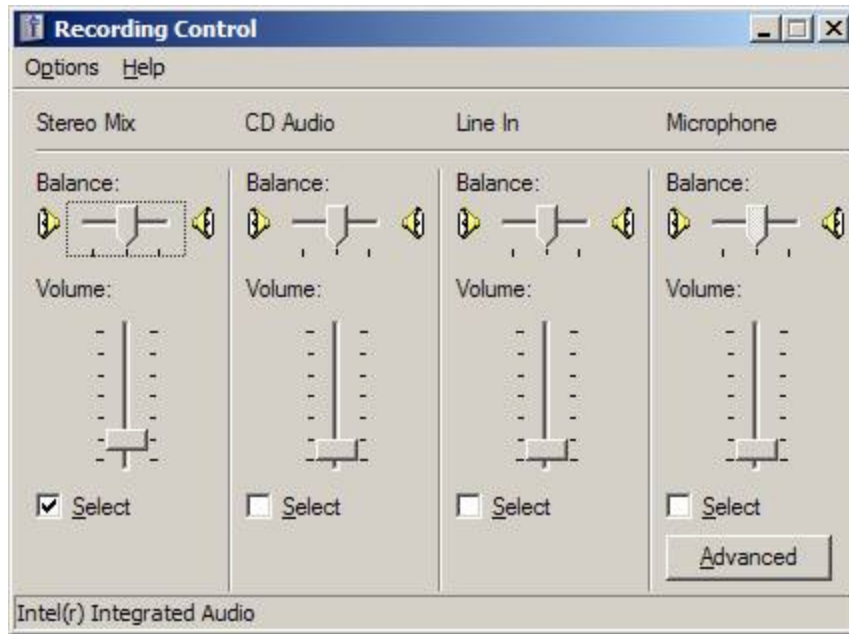 Recording Control
Options Help
Stereo Mix CD Audio Line In Microphone
Balance: Balance: Balance: Balance:
Volume: Volume: Volume: Volume:
Select Select Select Select
Advanced
Intel(r) Integrated Audio